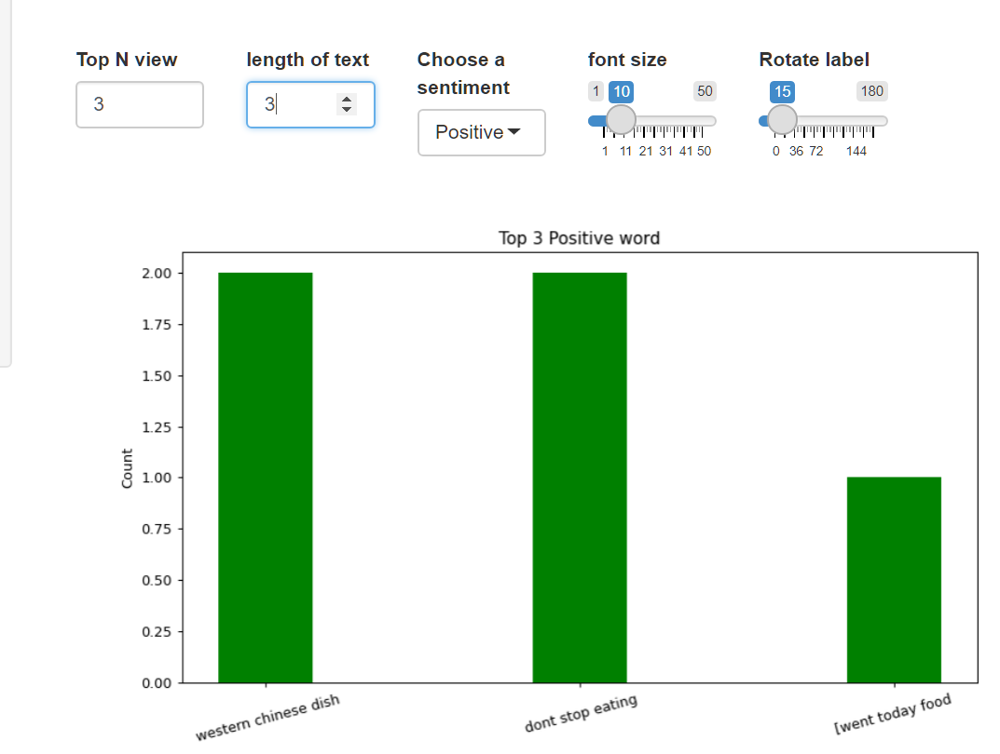 Top N view
3
length of text
3
Choose a
sentiment
Positive
font size
1 10 50
1 11 21 31 41 50
Rotate label
15 180
0 36 72 144
Top 3 Positive word
2.00
1.75
1.50
1.25
1.00
0.75
0.50
0.25
0.00
Count
western chinese dish
dont stop eating
[went today food